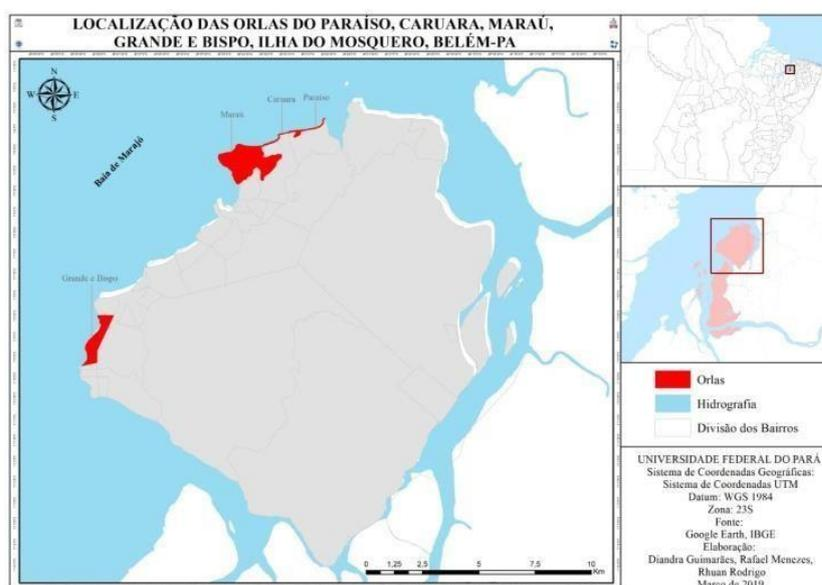 LOCALIZAÇÃO DAS ORLAS DO PARAÍSO, CARUARA, MARAÚ,
GRANDE E BISPO, ILHA DO MOSQUERO, BELÉM-PA
N
W
E
S
Paraíso
Caruara
Maraú
Baía de Marajó
Grande e Bispo
0 1,25 2,5 5 7,5 10
Km
Orlas
Hidrografia
Divisão dos Bairros
UNIVERSIDADE FEDERAL DO PARÁ
Sistema de Coordenadas Geográficas:
Sistema de Coordenadas UTM
Datum: WGS 1984
Zona: 23S
Fonte:
Google Earth, IBGE
Elaboração:
Diandra Guimarães, Rafael Menezes,
Rhuan Rodrigo
Março de 2019